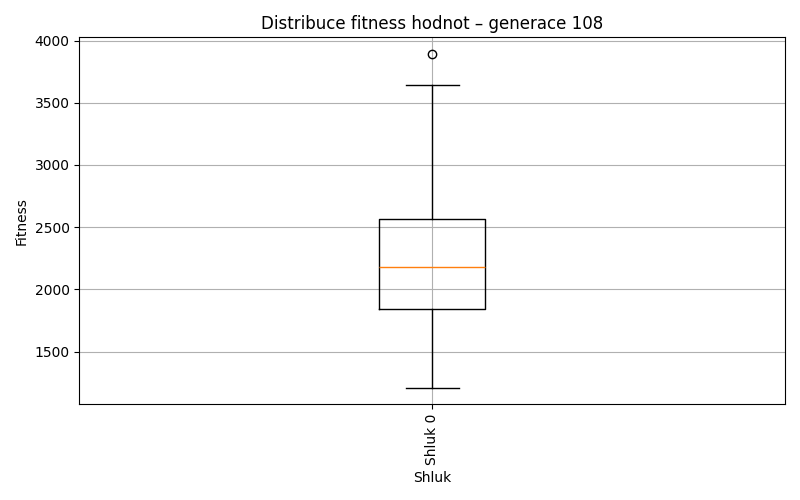 Distribuce fitness hodnot – generace 108
4000
3500
3000
2500
2000
1500
Fitness
Shluk 0
Shluk